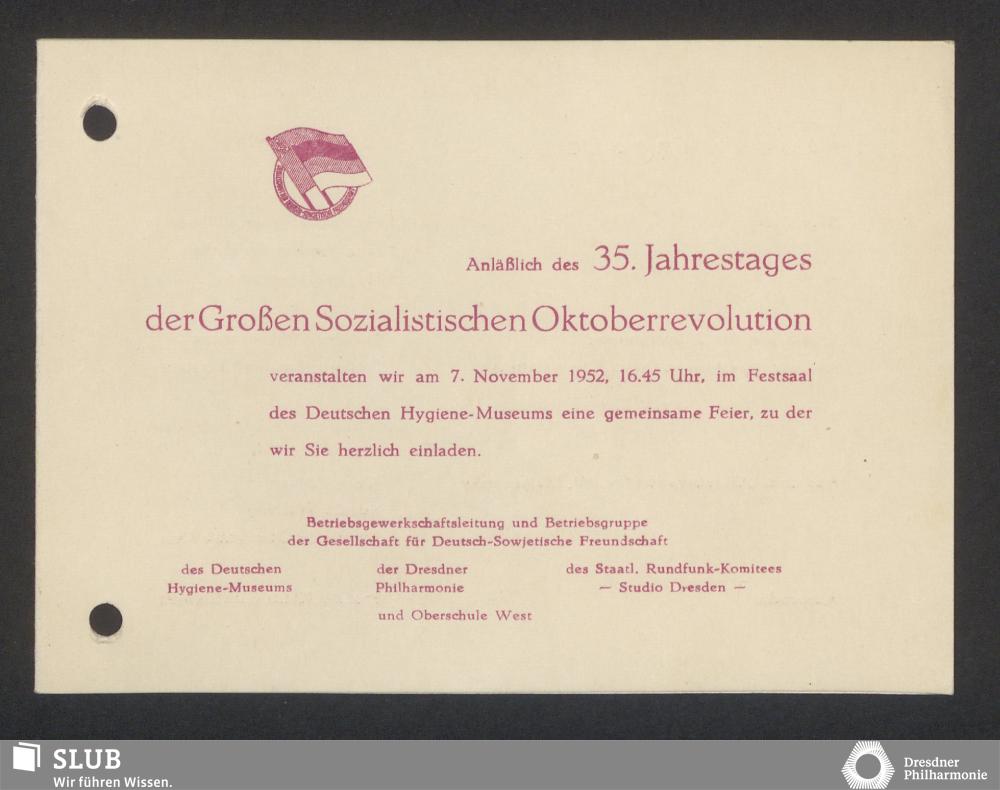 Anläßlich des 35. Jahrestages
der Großen Sozialistischen Oktoberrevolution
veranstalten wir am 7. November 1952, 16.45 Uhr, im Festsaal
des Deutschen Hygiene-Museums eine gemeinsame Feier, zu der
wir Sie herzlich einladen.
Betriebsgewerkschaftsleitung und Betriebsgruppe
der Gesellschaft für Deutsch-Sowjetische Freundschaft
des Deutschen
Hygiene-Museums
der Dresdner
Philharmonie
des Staatl. Rundfunk-Komitees
— Studio Dresden —
und Oberschule West
SLUB
Wir führen Wissen.
Dresdner
Philharmonie